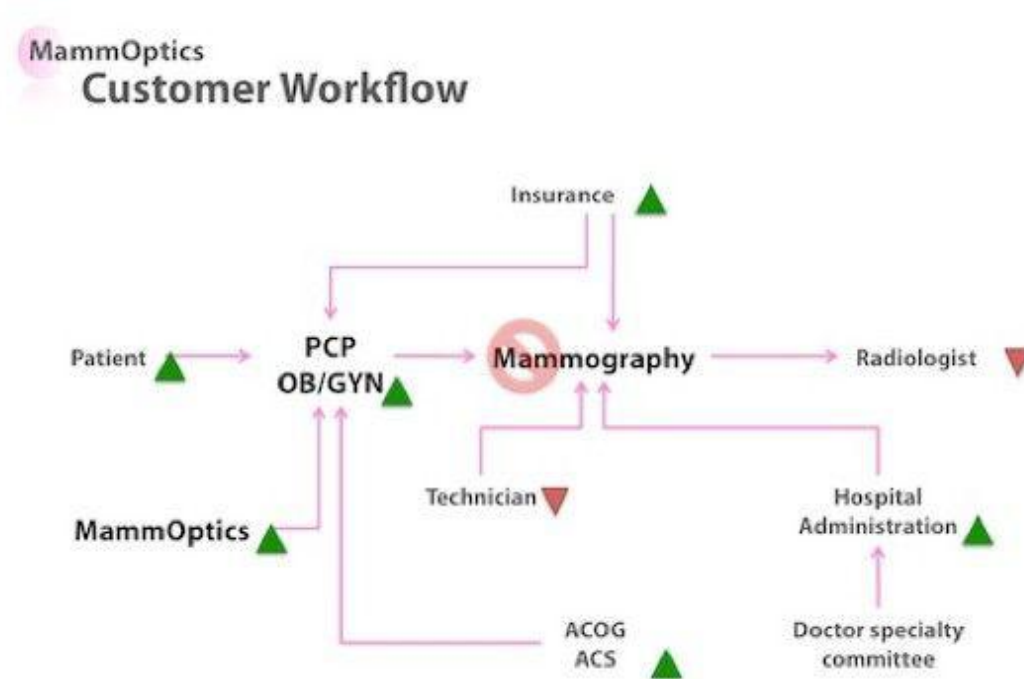 MammOptics
Customer Workflow
Insurance
Patient
PCP
OB/GYN
Mammography
Radiologist
Technician
Hospital
Administration
MammOptics
ACOG
ACS
Doctor specialty
committee